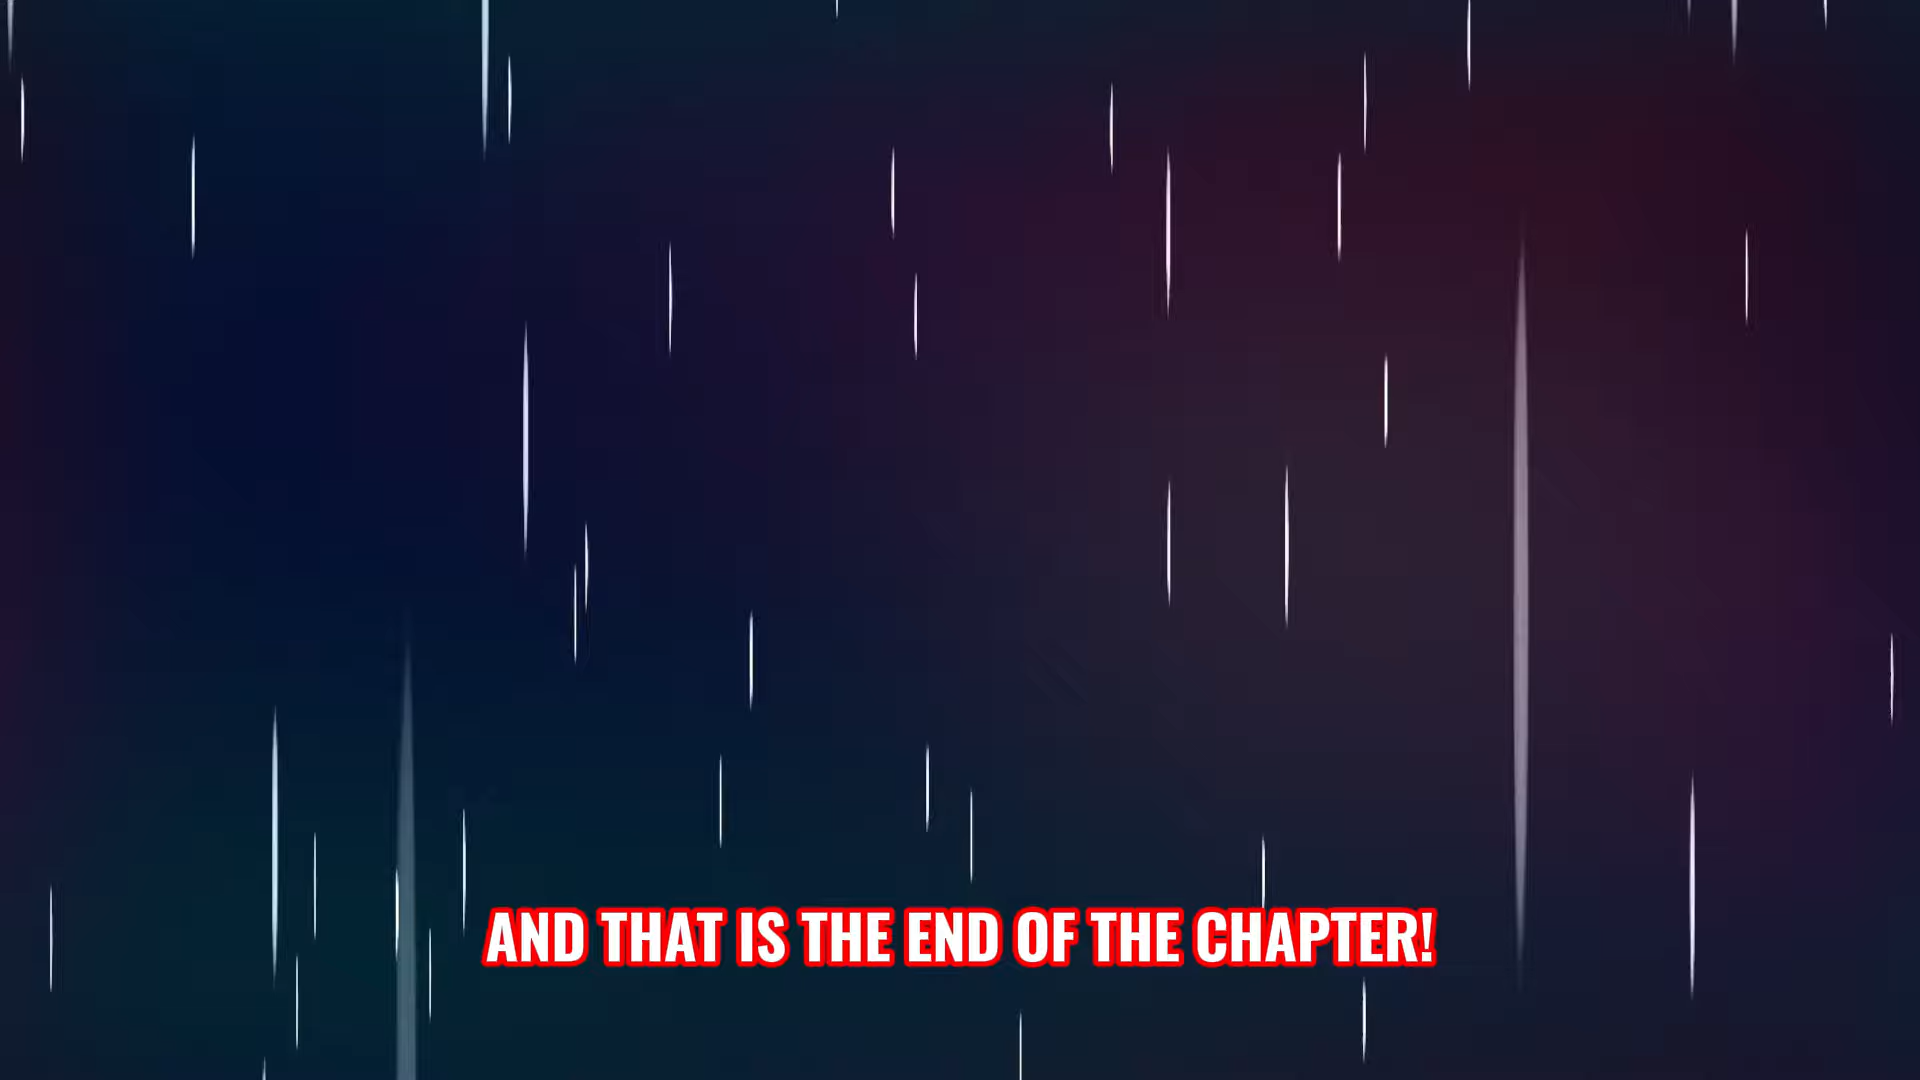 AND THAT IS THE END OF THE CHAPTER!